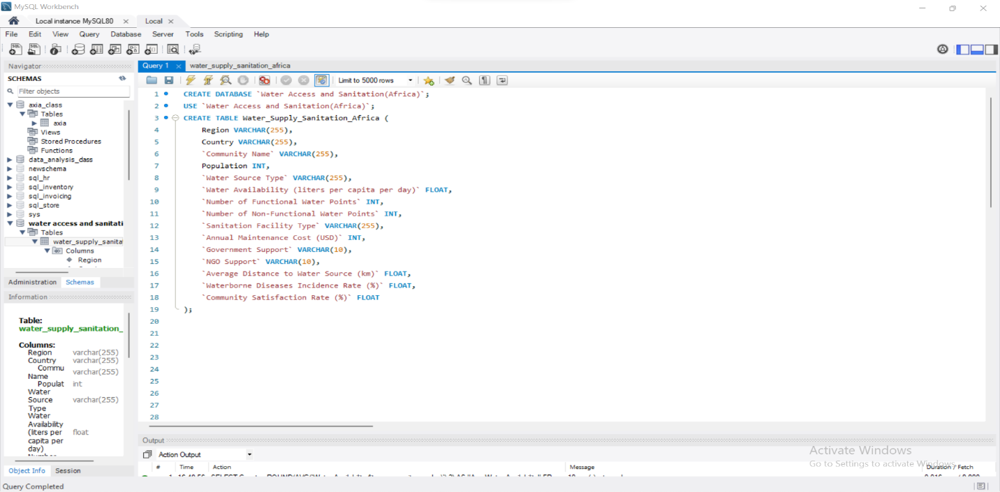 MySQL Workbench
Local instance MySQL80
Local
File Edit View Query Database Server Tools Scripting Help
Navigator
SCHEMAS
Filter objects
axia_class
Tables
axia
Views
Stored Procedures
Functions
data_analysis_dass
newschema
sql_hr
sql_inventory
sql_invoicing
sql_store
sys
water access and sanitati
Tables
water_supply_sanita
Columns
Region
Administration Schemas
Information
Table:
water_supply_sanitation_
Columns:
Region varchar(255)
Country varchar(255)
Commu
Name varchar(255)
Populat int
Water
Source varchar(255)
Type
Water
Availability
(liters per float
capita per
day)
Object Info Session
Query Completed
Query 1 water_supply_sanitation_africa
Limit to 5000 rows
1 CREATE DATABASE `Water Access and Sanitation(Africa)`;
2 USE `Water Access and Sanitation(Africa)`;
3 CREATE TABLE Water_Supply_Sanitation_Africa (
4 Region VARCHAR(255),
5 Country VARCHAR(255),
6 `Community Name` VARCHAR(255),
7 Population INT,
8 `Water Source Type` VARCHAR(255),
9 `Water Availability (liters per capita per day)` FLOAT,
10 `Number of Functional Water Points` INT,
11 `Number of Non-Functional Water Points` INT,
12 `Sanitation Facility Type` VARCHAR(255),
13 `Annual Maintenance Cost (USD)` INT,
14 `Government Support` VARCHAR(10),
15 `NGO Support` VARCHAR(10),
16 `Average Distance to Water Source (km)` FLOAT,
17 `Waterborne Diseases Incidence Rate (%)` FLOAT,
18 `Community Satisfaction Rate (%)` FLOAT
19 );
20
21
22
23
24
25
26
27
28
Output
Action Output
# Time Action Message Duration / Fetch
Activate Windows
Go to Settings to activate Windows.